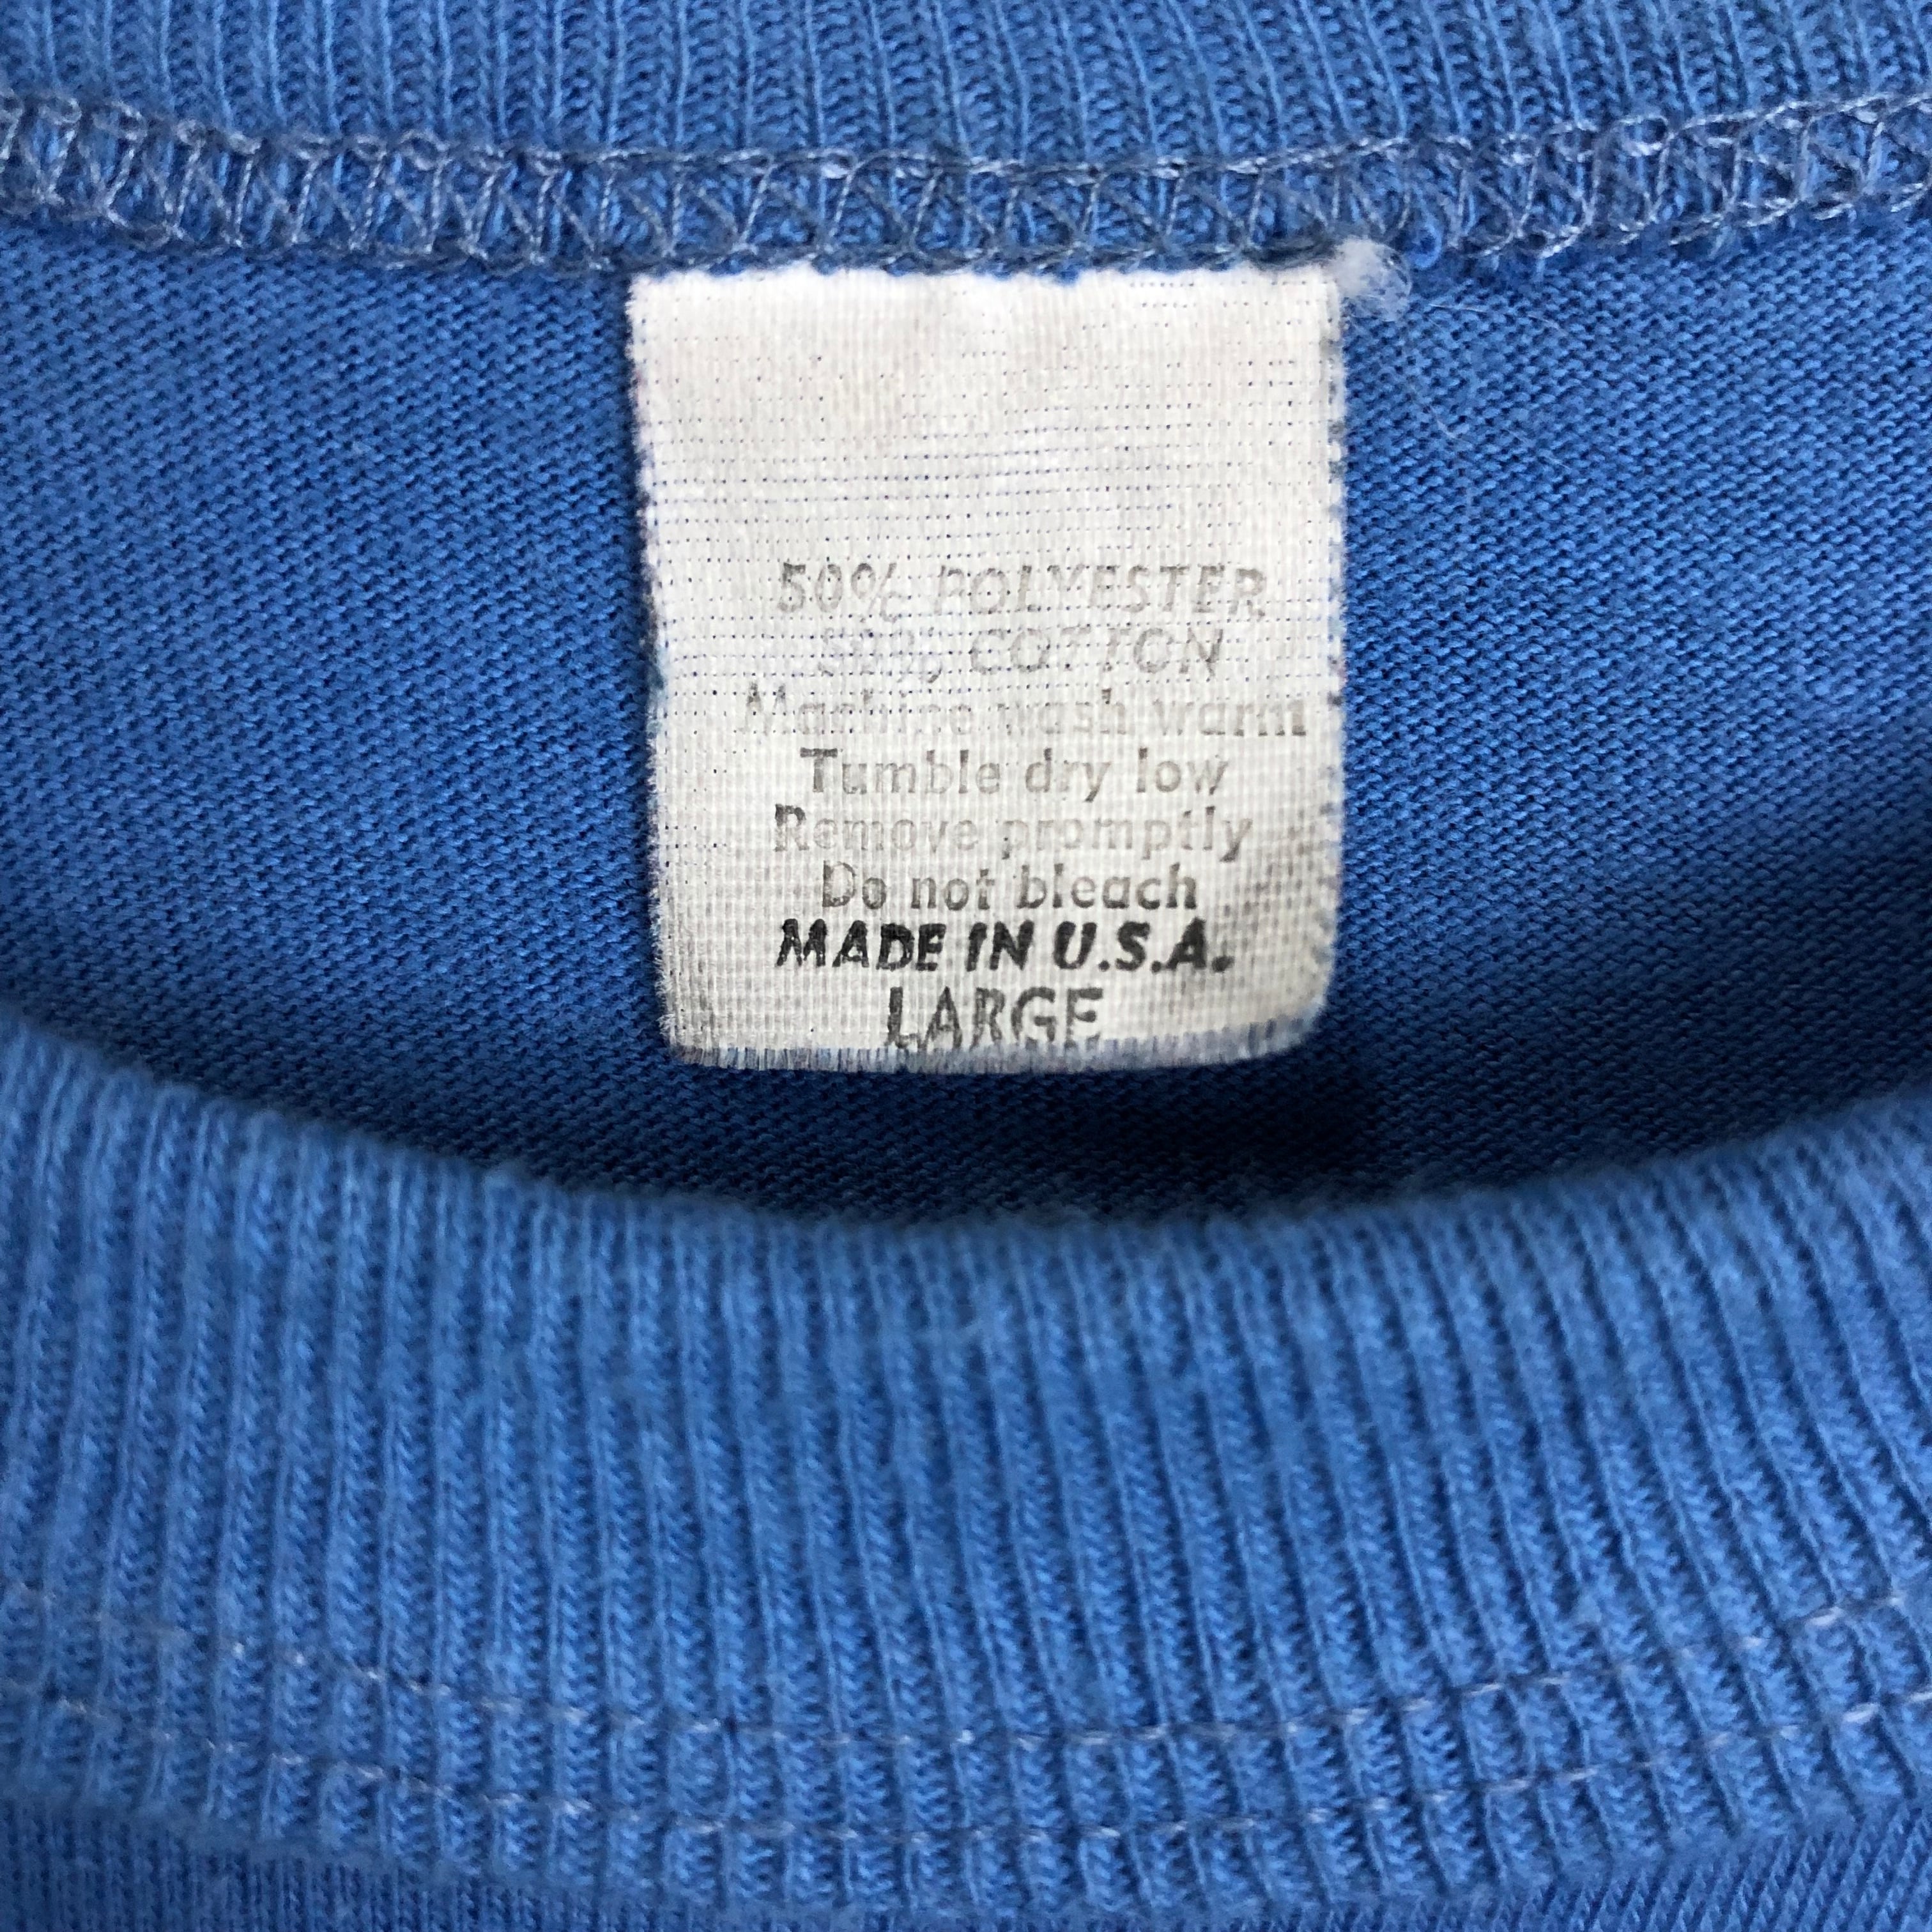 50% POLYESTER
50% COTTON
Machine wash warm
Tumble dry low
Remove promptly
Do not bleach
MADE IN U.S.A.
LARGE